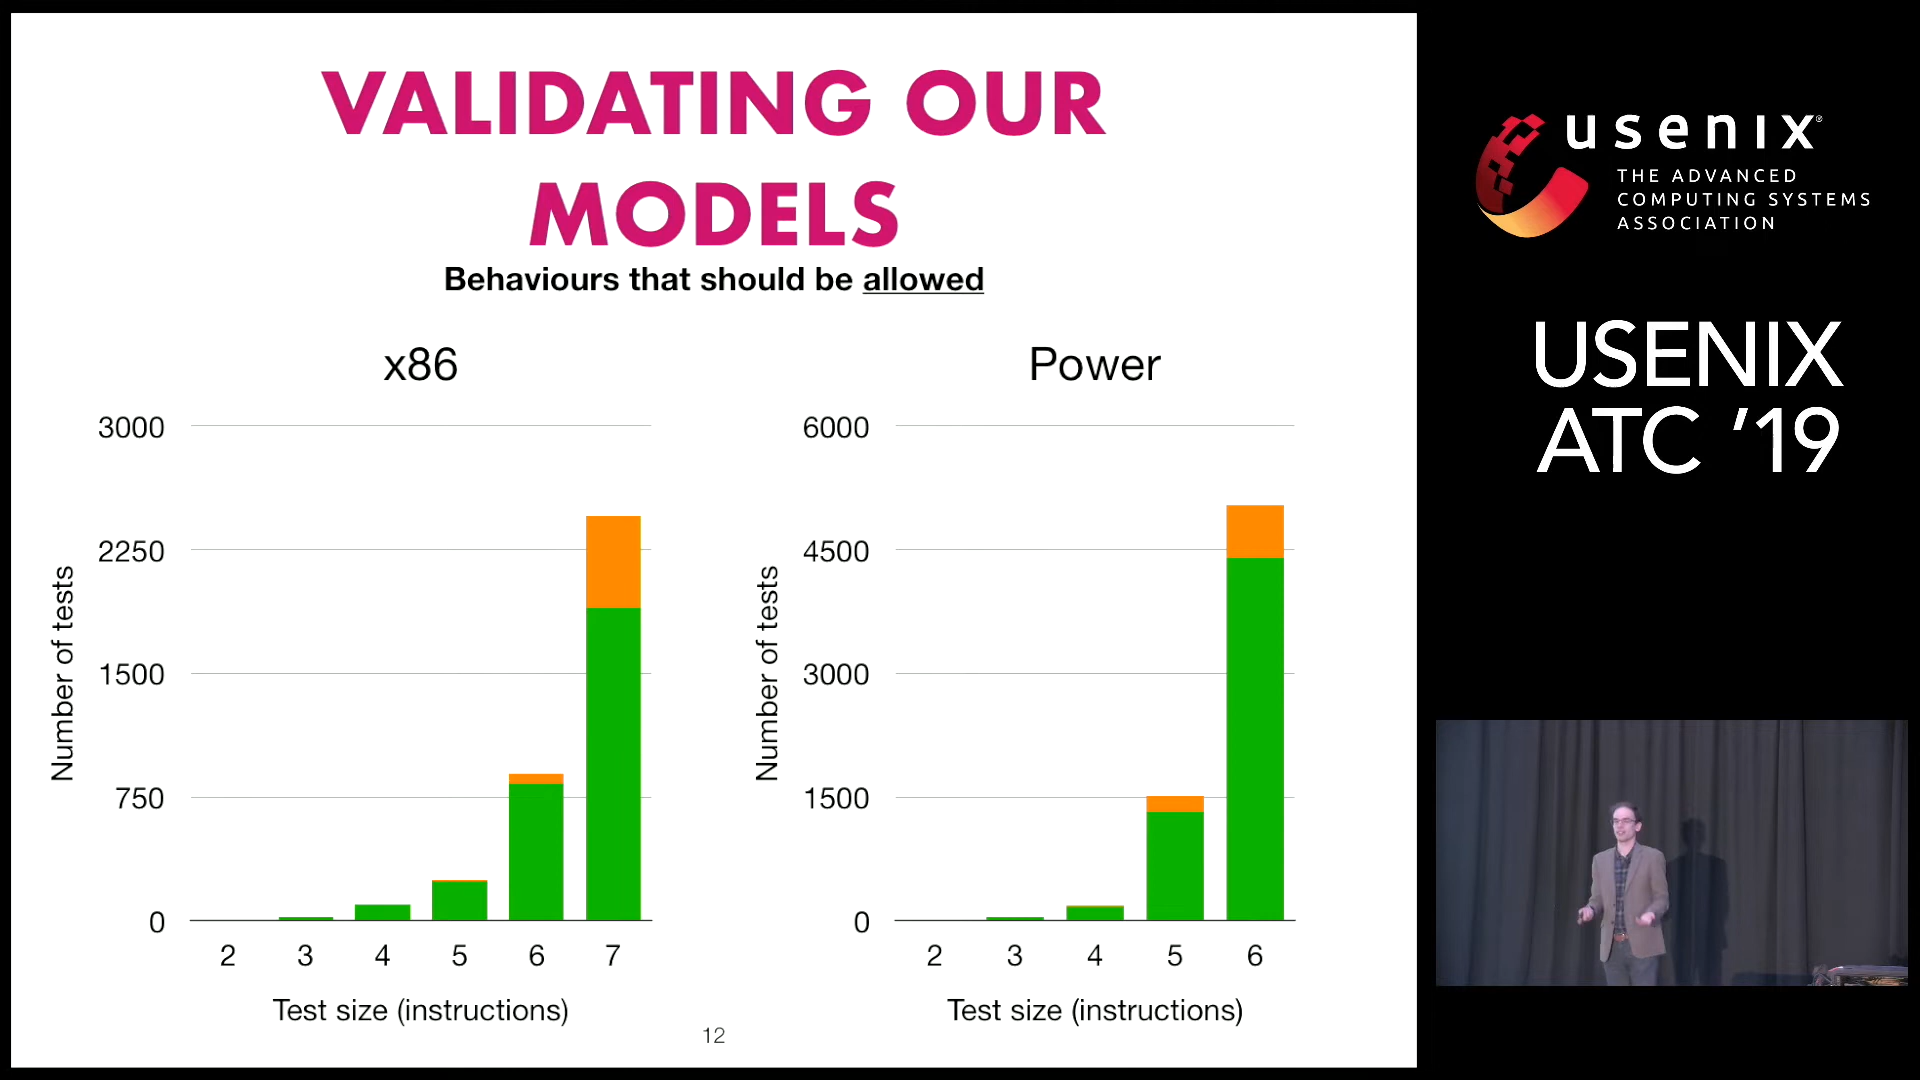 VALIDATING OUR
MODELS
Behaviours that should be allowed
x86
3000
2250
1500
750
0
Number of tests
2 3 4 5 6 7
Test size (instructions)
Power
6000
4500
3000
1500
0
Number of tests
2 3 4 5 6
Test size (instructions)
12
usenix®
THE ADVANCED
COMPUTING SYSTEMS
ASSOCIATION
USENIX
ATC ’19